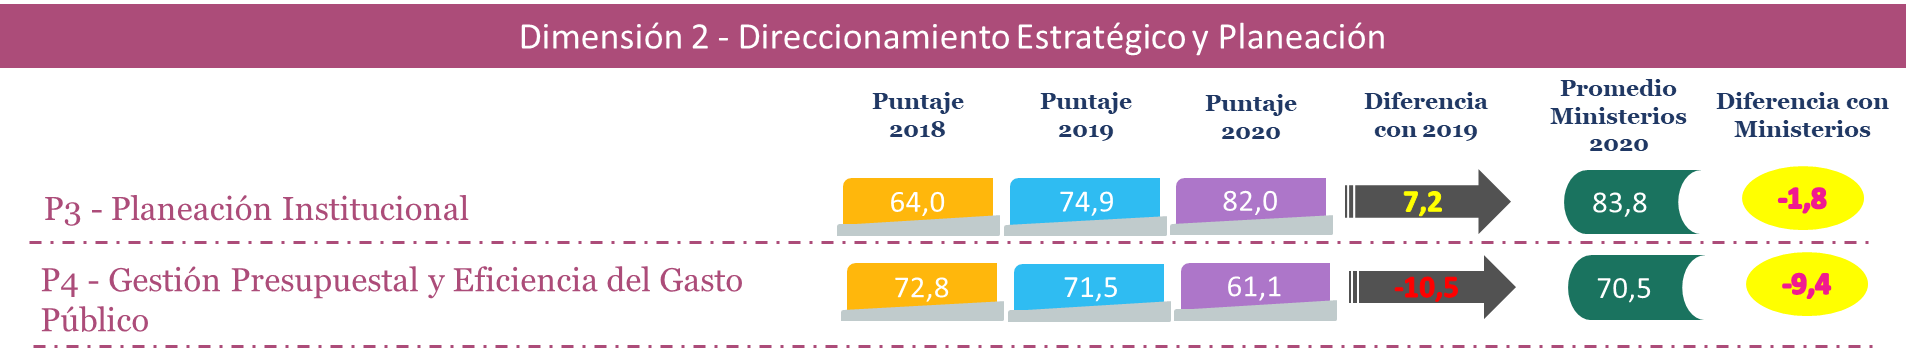 Dimensión 2 - Direccionamiento Estratégico y Planeación
Puntaje
2018
Puntaje
2019
Puntaje
2020
Diferencia
con 2019
Promedio
Ministerios
2020
Diferencia con
Ministerios
P3 - Planeación Institucional
64,0
74,9
82,0
7,2
83,8
-1,8
P4 - Gestión Presupuestal y Eficiencia del Gasto
Público
72,8
71,5
61,1
-10,5
70,5
-9,4